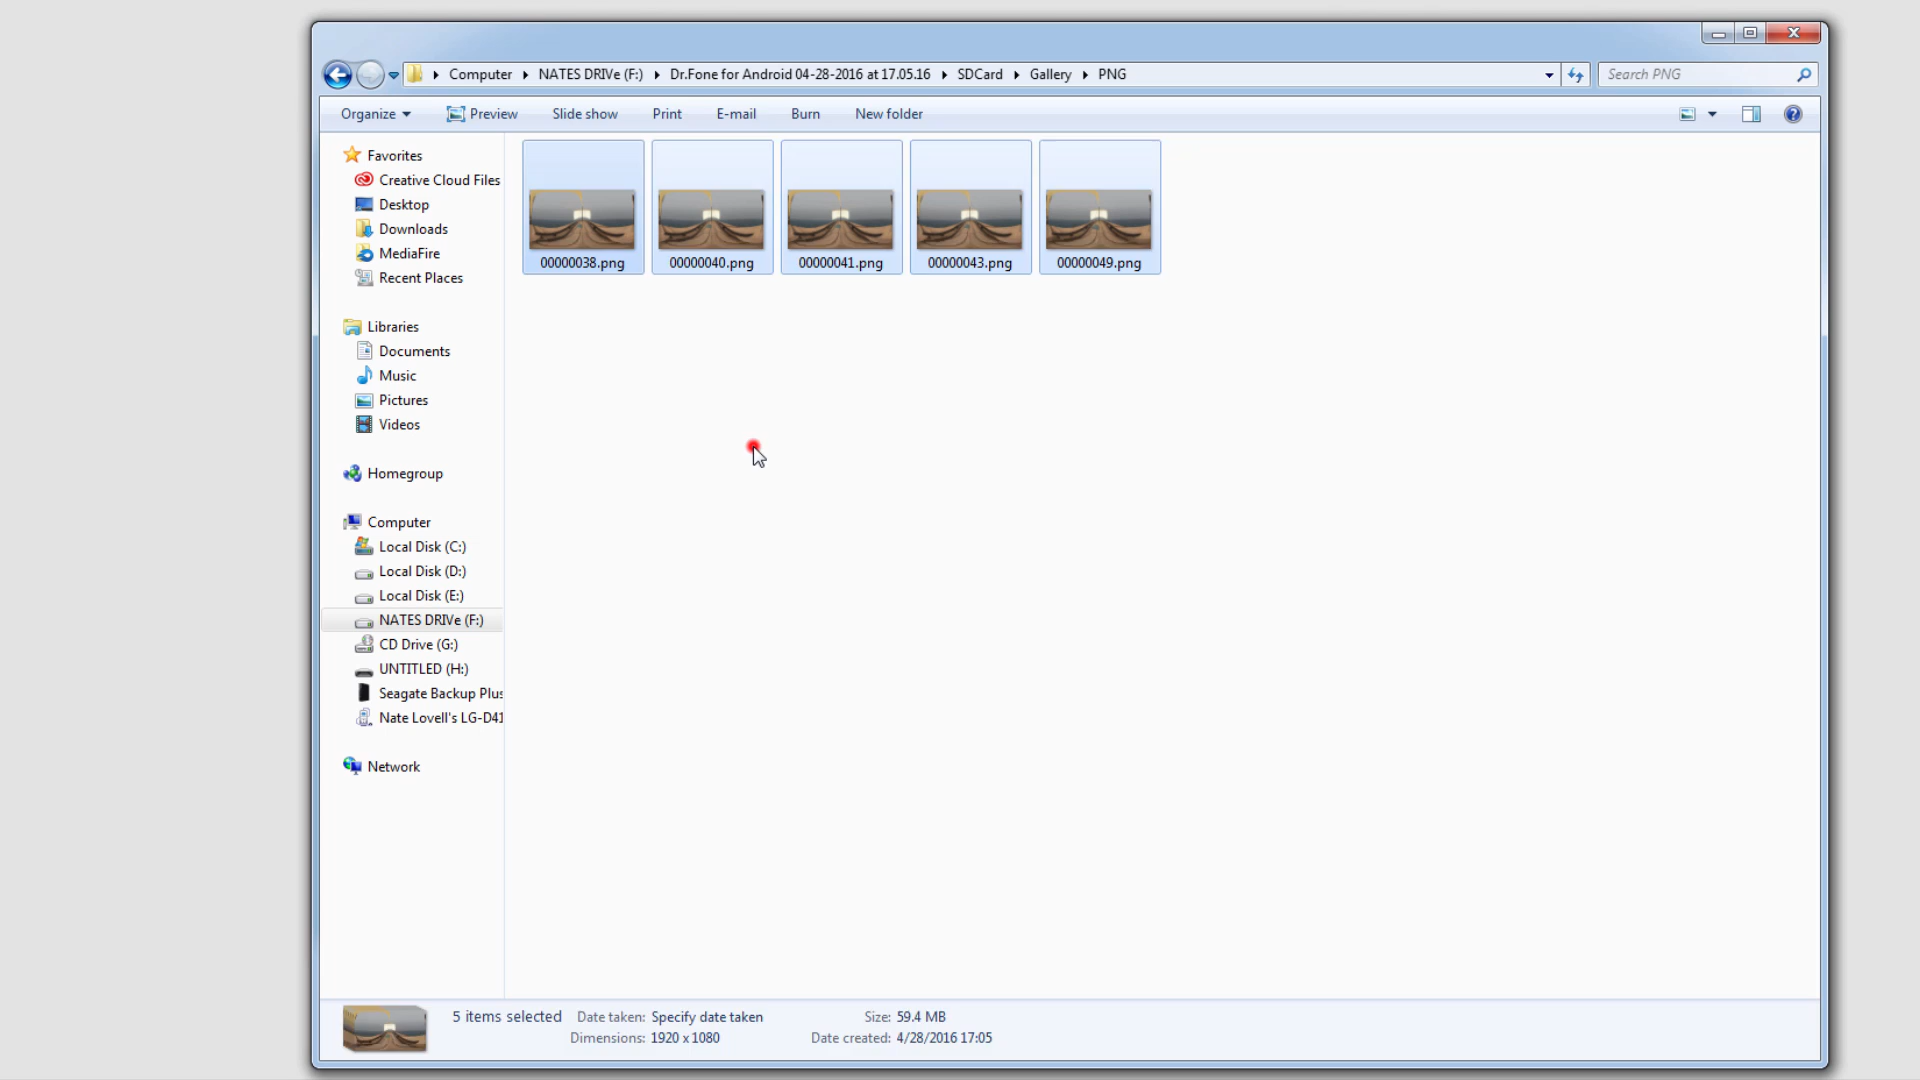 Computer NATES DRIVe (F:) Dr.Fone for Android 04-28-2016 at 17.05.16 SDCard Gallery PNG
Search PNG
Organize Preview Slide show Print E-mail Burn New folder
Favorites
Creative Cloud Files
Desktop
Downloads
MediaFire
Recent Places
Libraries
Documents
Music
Pictures
Videos
Homegroup
Computer
Local Disk (C:)
Local Disk (D:)
Local Disk (E:)
NATES DRIVe (F:)
CD Drive (G:)
UNTITLED (H:)
Seagate Backup Plus
Nate Lovell's LG-D41
Network
00000038.png 00000040.png 00000041.png 00000043.png 00000049.png
5 items selected Date taken: Specify date taken Size: 59.4 MB
Dimensions: 1920 x 1080 Date created: 4/28/2016 17:05